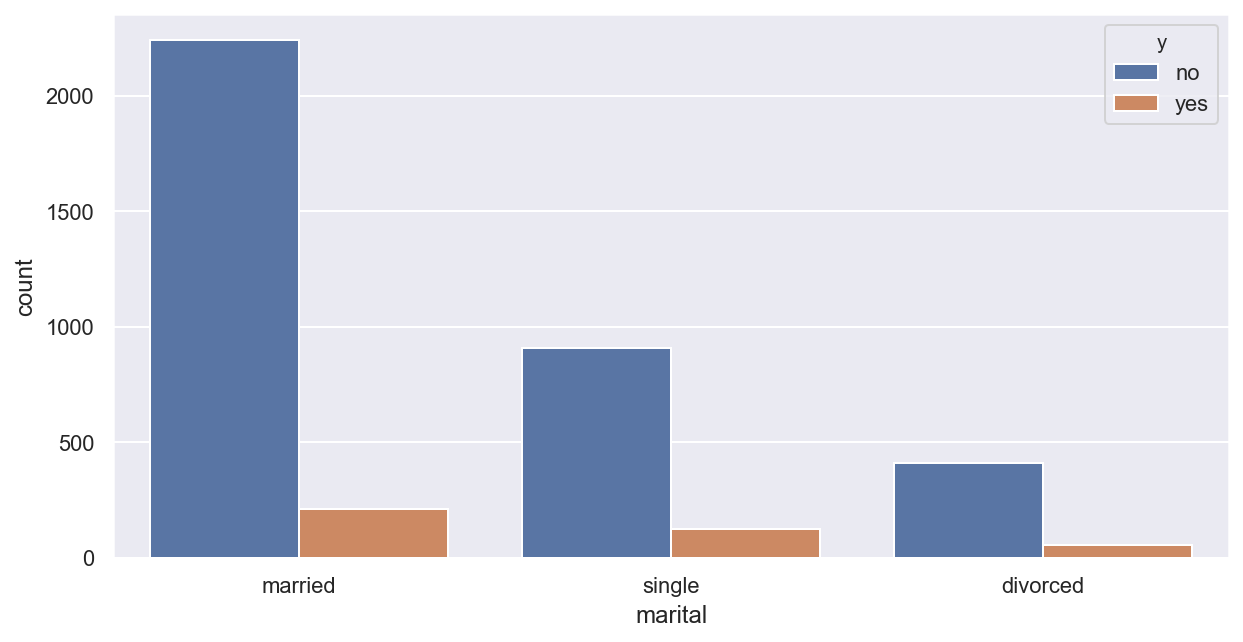 y
no
yes
2000
1500
1000
500
0
count
married
single
divorced
marital